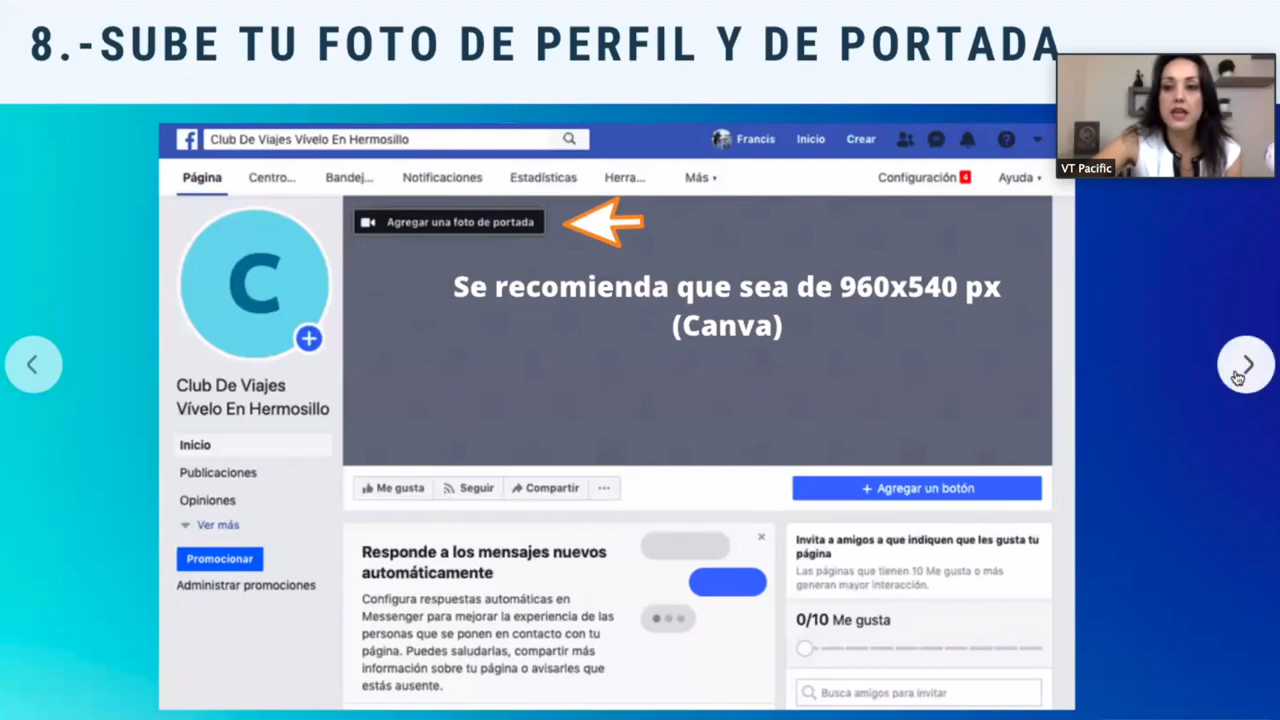 8.-SUBE TU FOTO DE PERFIL Y DE PORTADA
VT Pacific
Club De Viajes Vívelo En Hermosillo
Francis
Inicio
Crear
Página
Centro...
Bandej...
Notificaciones
Estadísticas
Herra...
Más
Configuración 4
Ayuda
Agregar una foto de portada
Se recomienda que sea de 960x540 px
(Canva)
C
Club De Viajes
Vívelo En Hermosillo
Inicio
Publicaciones
Opiniones
Ver más
Promocionar
Administrar promociones
Me gusta
Seguir
Compartir
+ Agregar un botón
Responde a los mensajes nuevos
automáticamente
Configura respuestas automáticas en
Messenger para mejorar la experiencia de las
personas que se ponen en contacto con tu
página. Puedes saludarlas, compartir más
información sobre tu página o avisarles que
estás ausente.
Invita a amigos a que indiquen que les gusta tu
página
Las páginas que tienen 10 Me gusta o más
generan mayor interacción.
0/10 Me gusta
Busca amigos para invitar